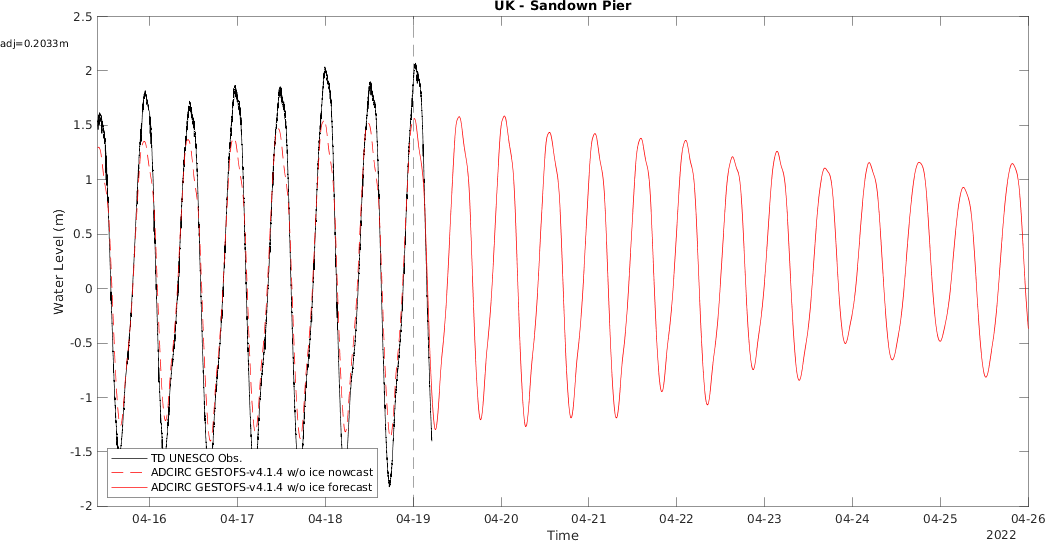 UK - Sandown Pier
adj=0.2033m
2.5
2
1.5
1
0.5
0
-0.5
-1
-1.5
-2
Water Level (m)
TD UNESCO Obs.
ADCIRC GESTOFS-v4.1.4 w/o ice nowcast
ADCIRC GESTOFS-v4.1.4 w/o ice forecast
04-16 04-17 04-18 04-19 04-20 04-21 04-22 04-23 04-24 04-25 04-26
Time
2022